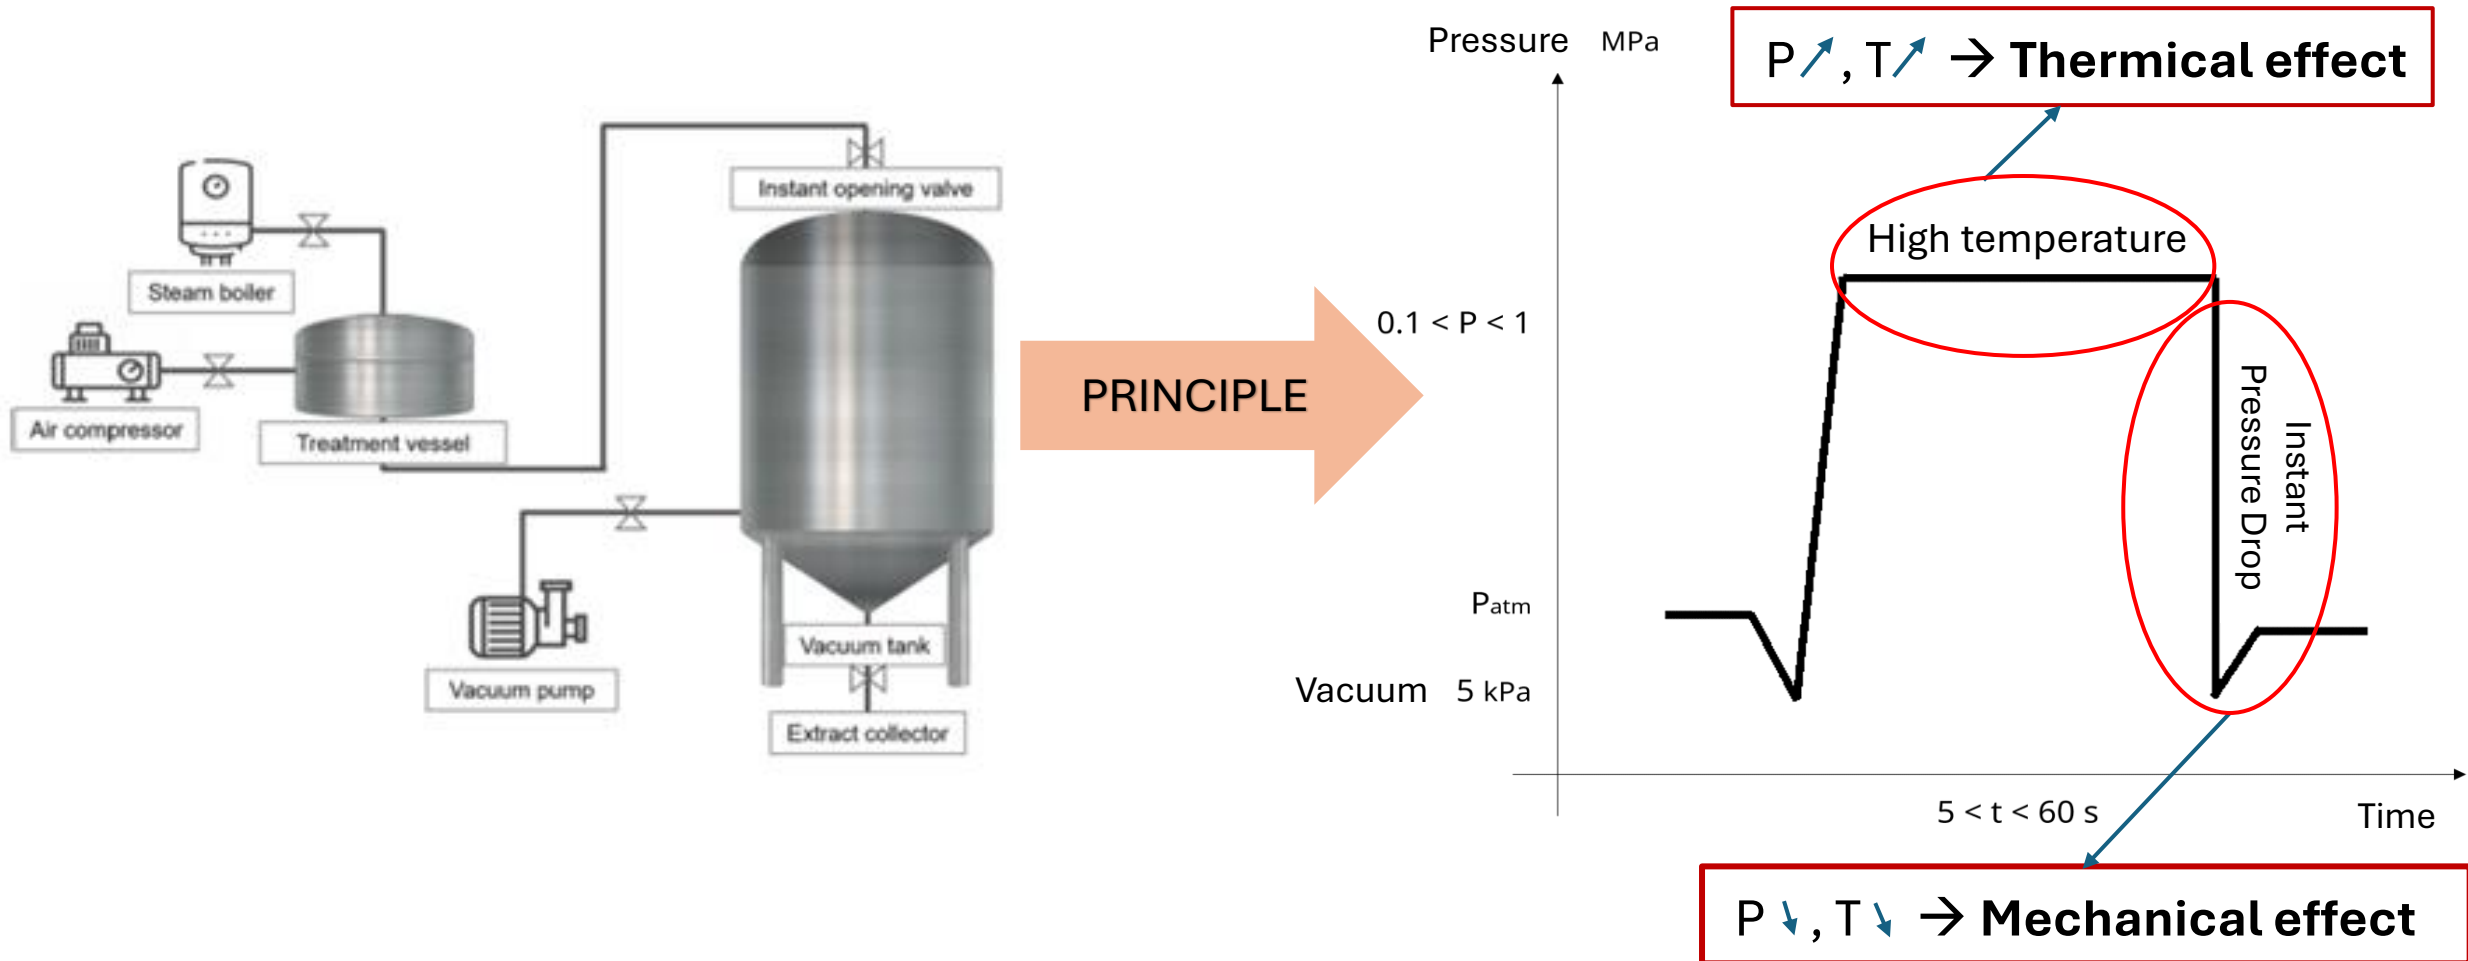 Steam boiler
Air compressor
Treatment vessel
Instant opening valve
Vacuum pump
Vacuum tank
Extract collector
PRINCIPLE
Pressure MPa
P↗, T↗ → Thermical effect
High temperature
0.1 < P < 1
Instant
Pressure Drop
Patm
Vacuum 5 kPa
5 < t < 60 s
Time
P↘, T↘ → Mechanical effect